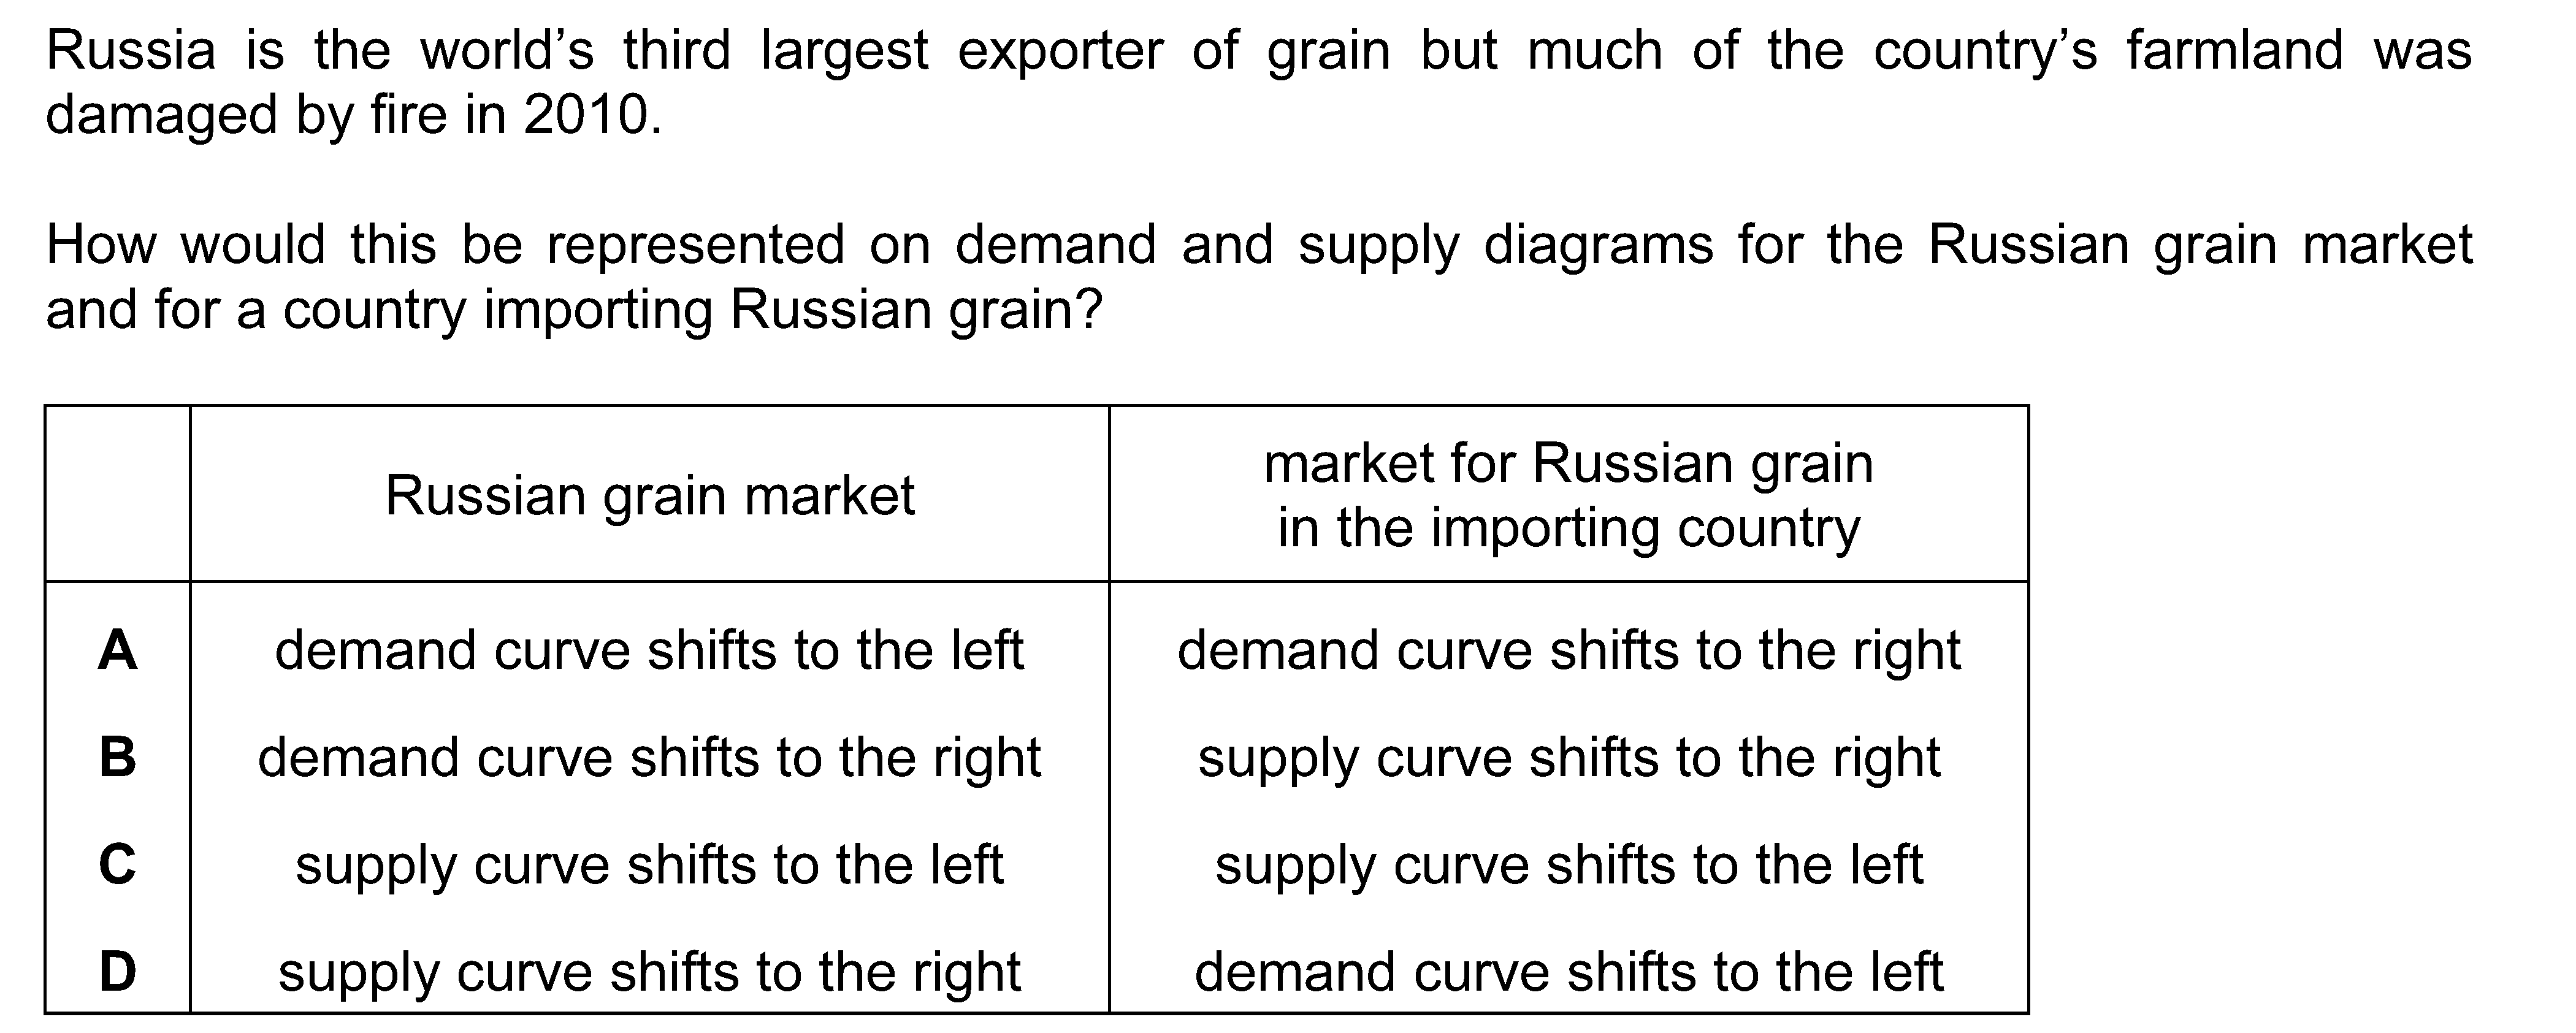 Russia is the world’s third largest exporter of grain but much of the country’s farmland was
damaged by fire in 2010.
How would this be represented on demand and supply diagrams for the Russian grain market
and for a country importing Russian grain?
Russian grain market
market for Russian grain
in the importing country
A demand curve shifts to the left demand curve shifts to the right
B demand curve shifts to the right supply curve shifts to the right
C supply curve shifts to the left supply curve shifts to the left
D supply curve shifts to the right demand curve shifts to the left